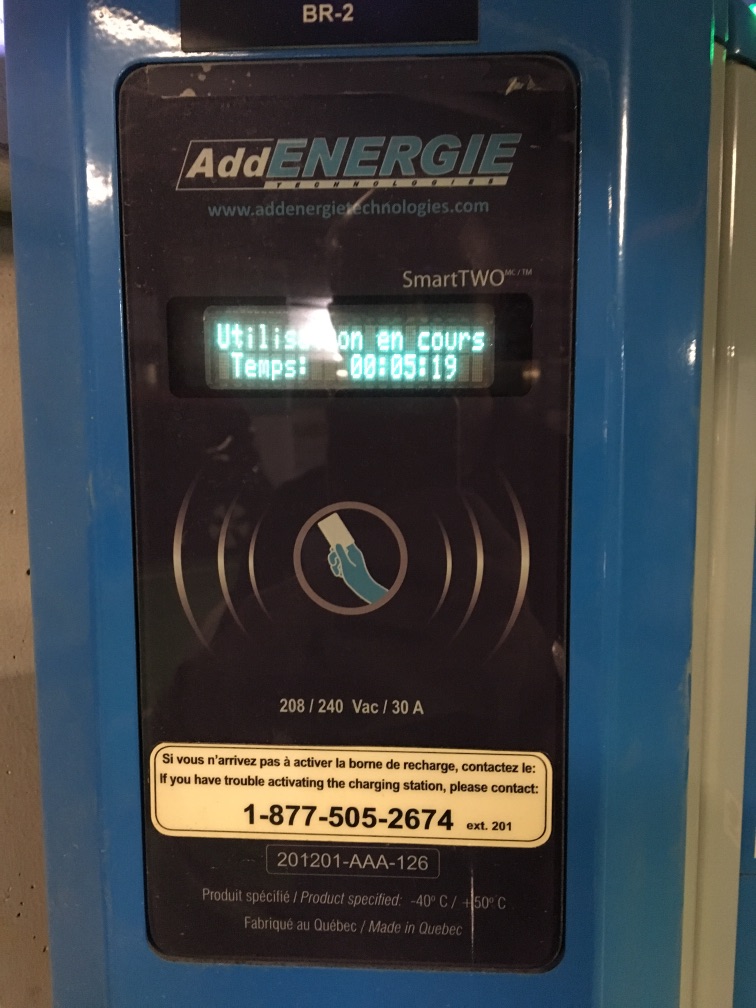 BR-2
AddENERGIE
TECHNOLOGIES
www.addenergietechnologies.com
SmartTWO MC/TM
Utilisation en cours
Temps: 00:05:19
208 / 240 Vac / 30 A
Si vous n'arrivez pas à activer la borne de recharge, contactez le:
If you have trouble activating the charging station, please contact:
1-877-505-2674 ext. 201
201201-AAA-126
Produit spécifié / Product specified: -40° C / +50° C
Fabriqué au Québec / Made in Quebec